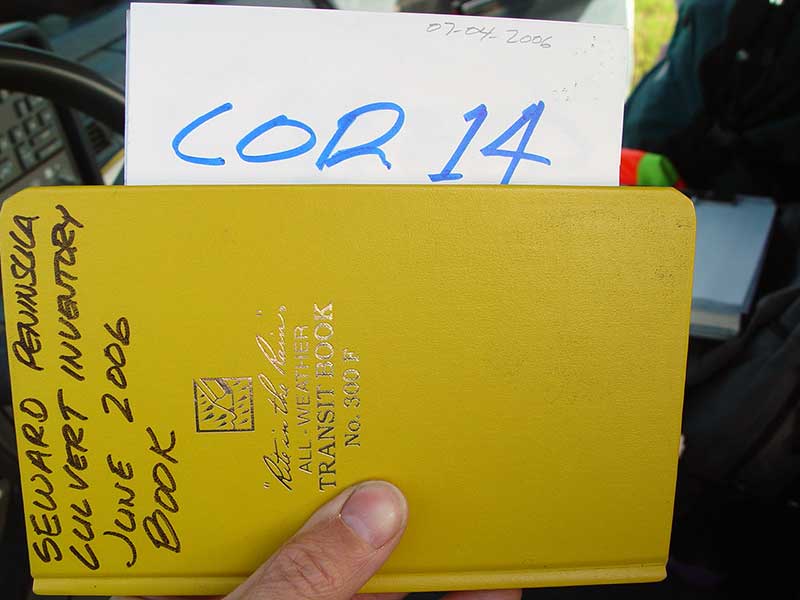 07-04-2006
COR 14
SEWARD PENINSULA
CULVERT INVENTORY
JUNE 2006
BOOK
"Rite in the Rain"
ALL-WEATHER
TRANSIT BOOK
No. 300 F